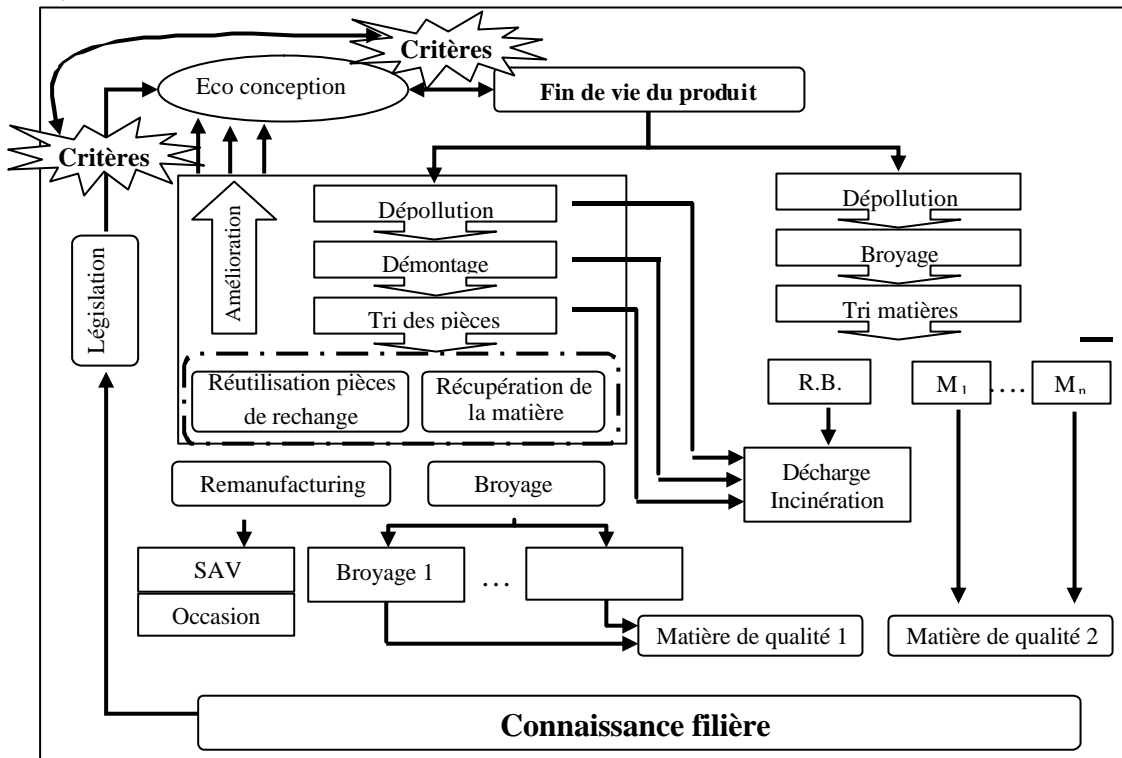 Critères
Eco conception
Fin de vie du produit
Critères
Dépollution
Dépollution
Amélioration
Démontage
Broyage
Législation
Tri des pièces
Tri matières
Réutilisation pièces
de rechange
Récupération de
la matière
R.B.
M1
....
Mn
Remanufacturing
Broyage
Décharge
Incinération
SAV
Broyage 1
...
Occasion
Matière de qualité 1
Matière de qualité 2
Connaissance filière